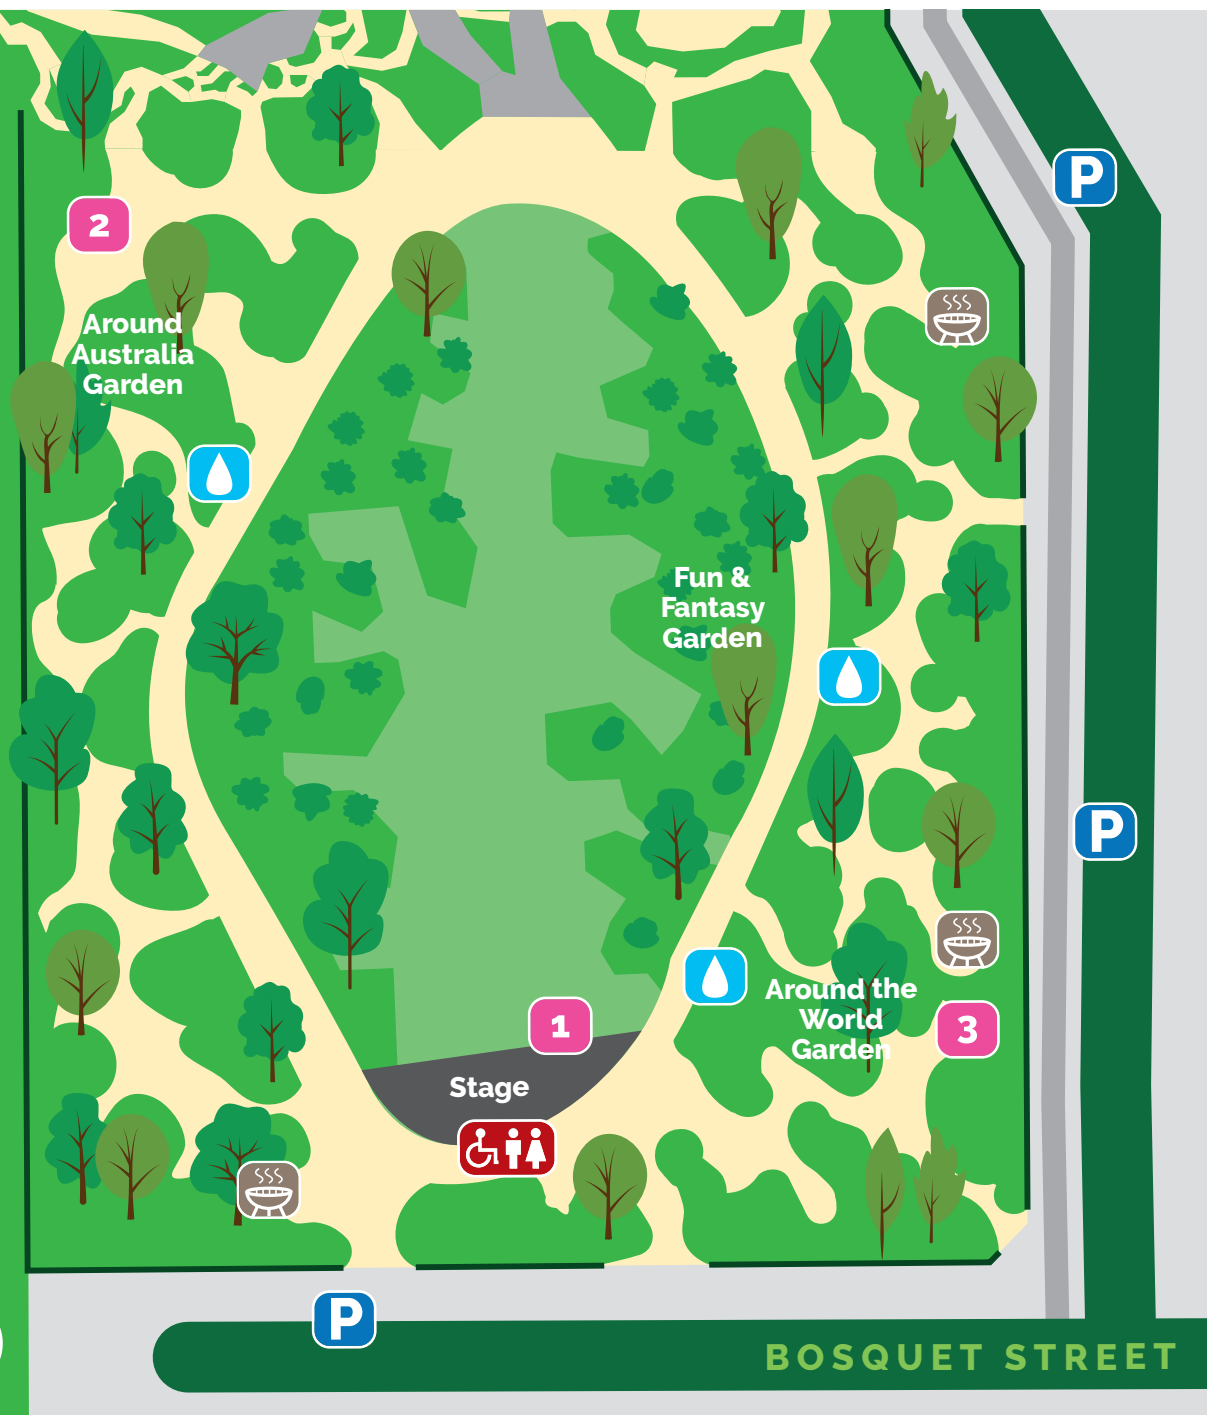 P
2
Around
Australia
Garden
Fun &
Fantasy
Garden
P
Around the
World
Garden
1
3
Stage
P
BOSQUET STREET